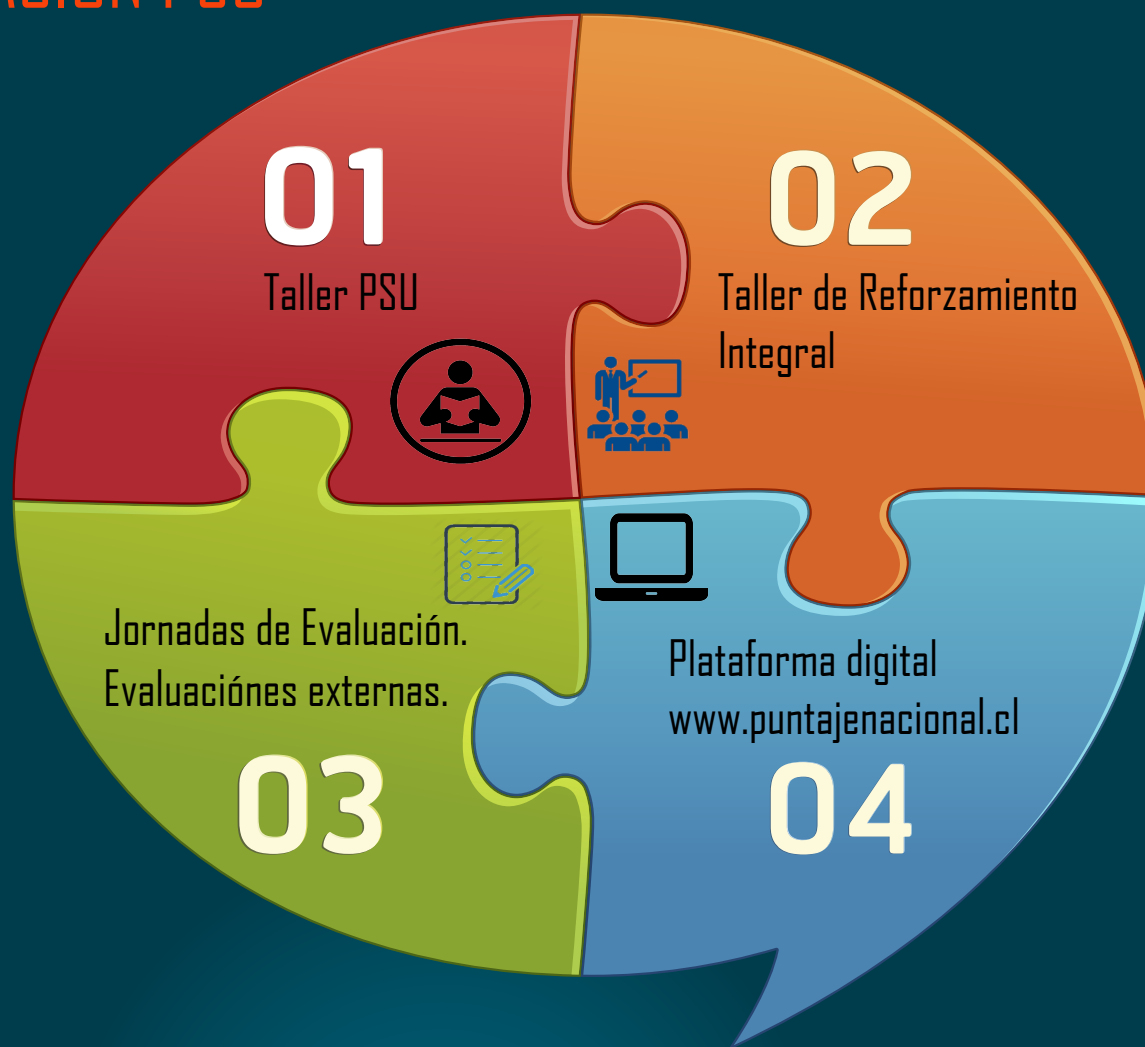 PSU
01
Taller PSU
02
Taller de Reforzamiento
Integral
Jornadas de Evaluación.
Evaluaciónes externas.
03
Plataforma digital
www.puntajenacional.cl
04